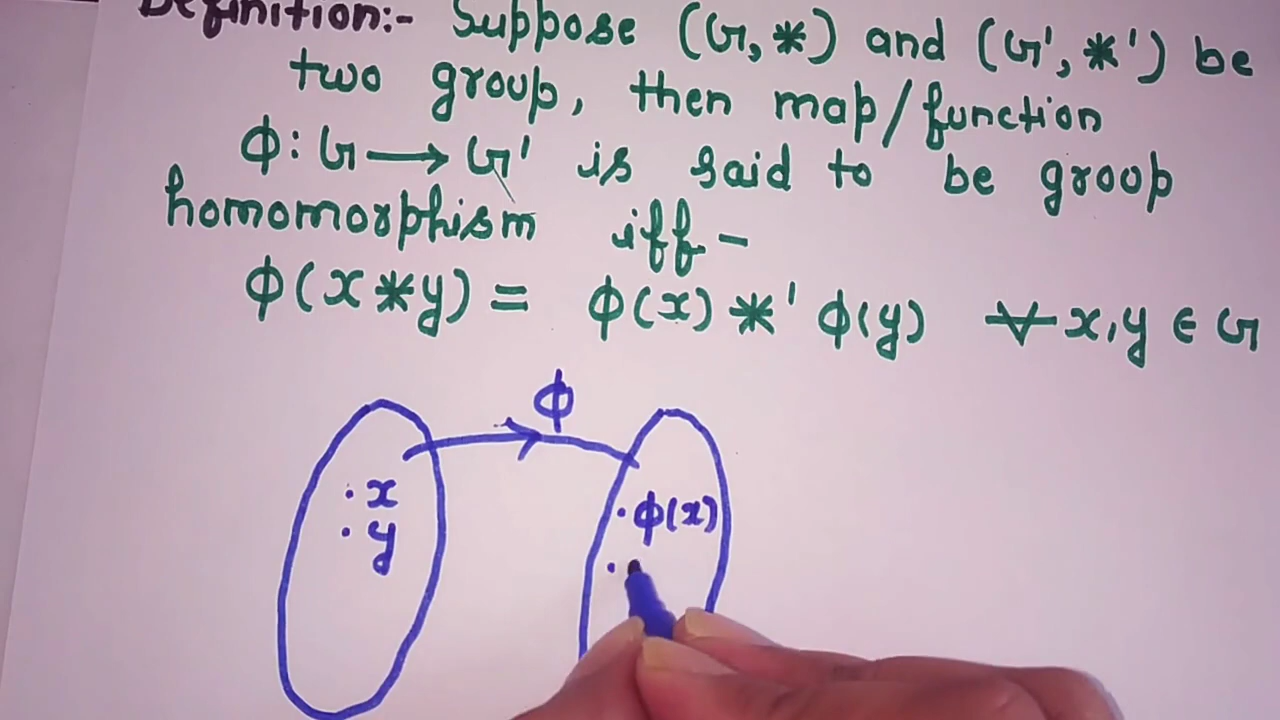 Definition:- Suppose (G, *) and (G', *') be
two group, then map/function
ϕ: G ⟶ G' is said to be group
homomorphism iff -
ϕ(x*y) = ϕ(x) *' ϕ(y) ∀ x, y ∈ G
ϕ
· x
· y
· ϕ(x)
·